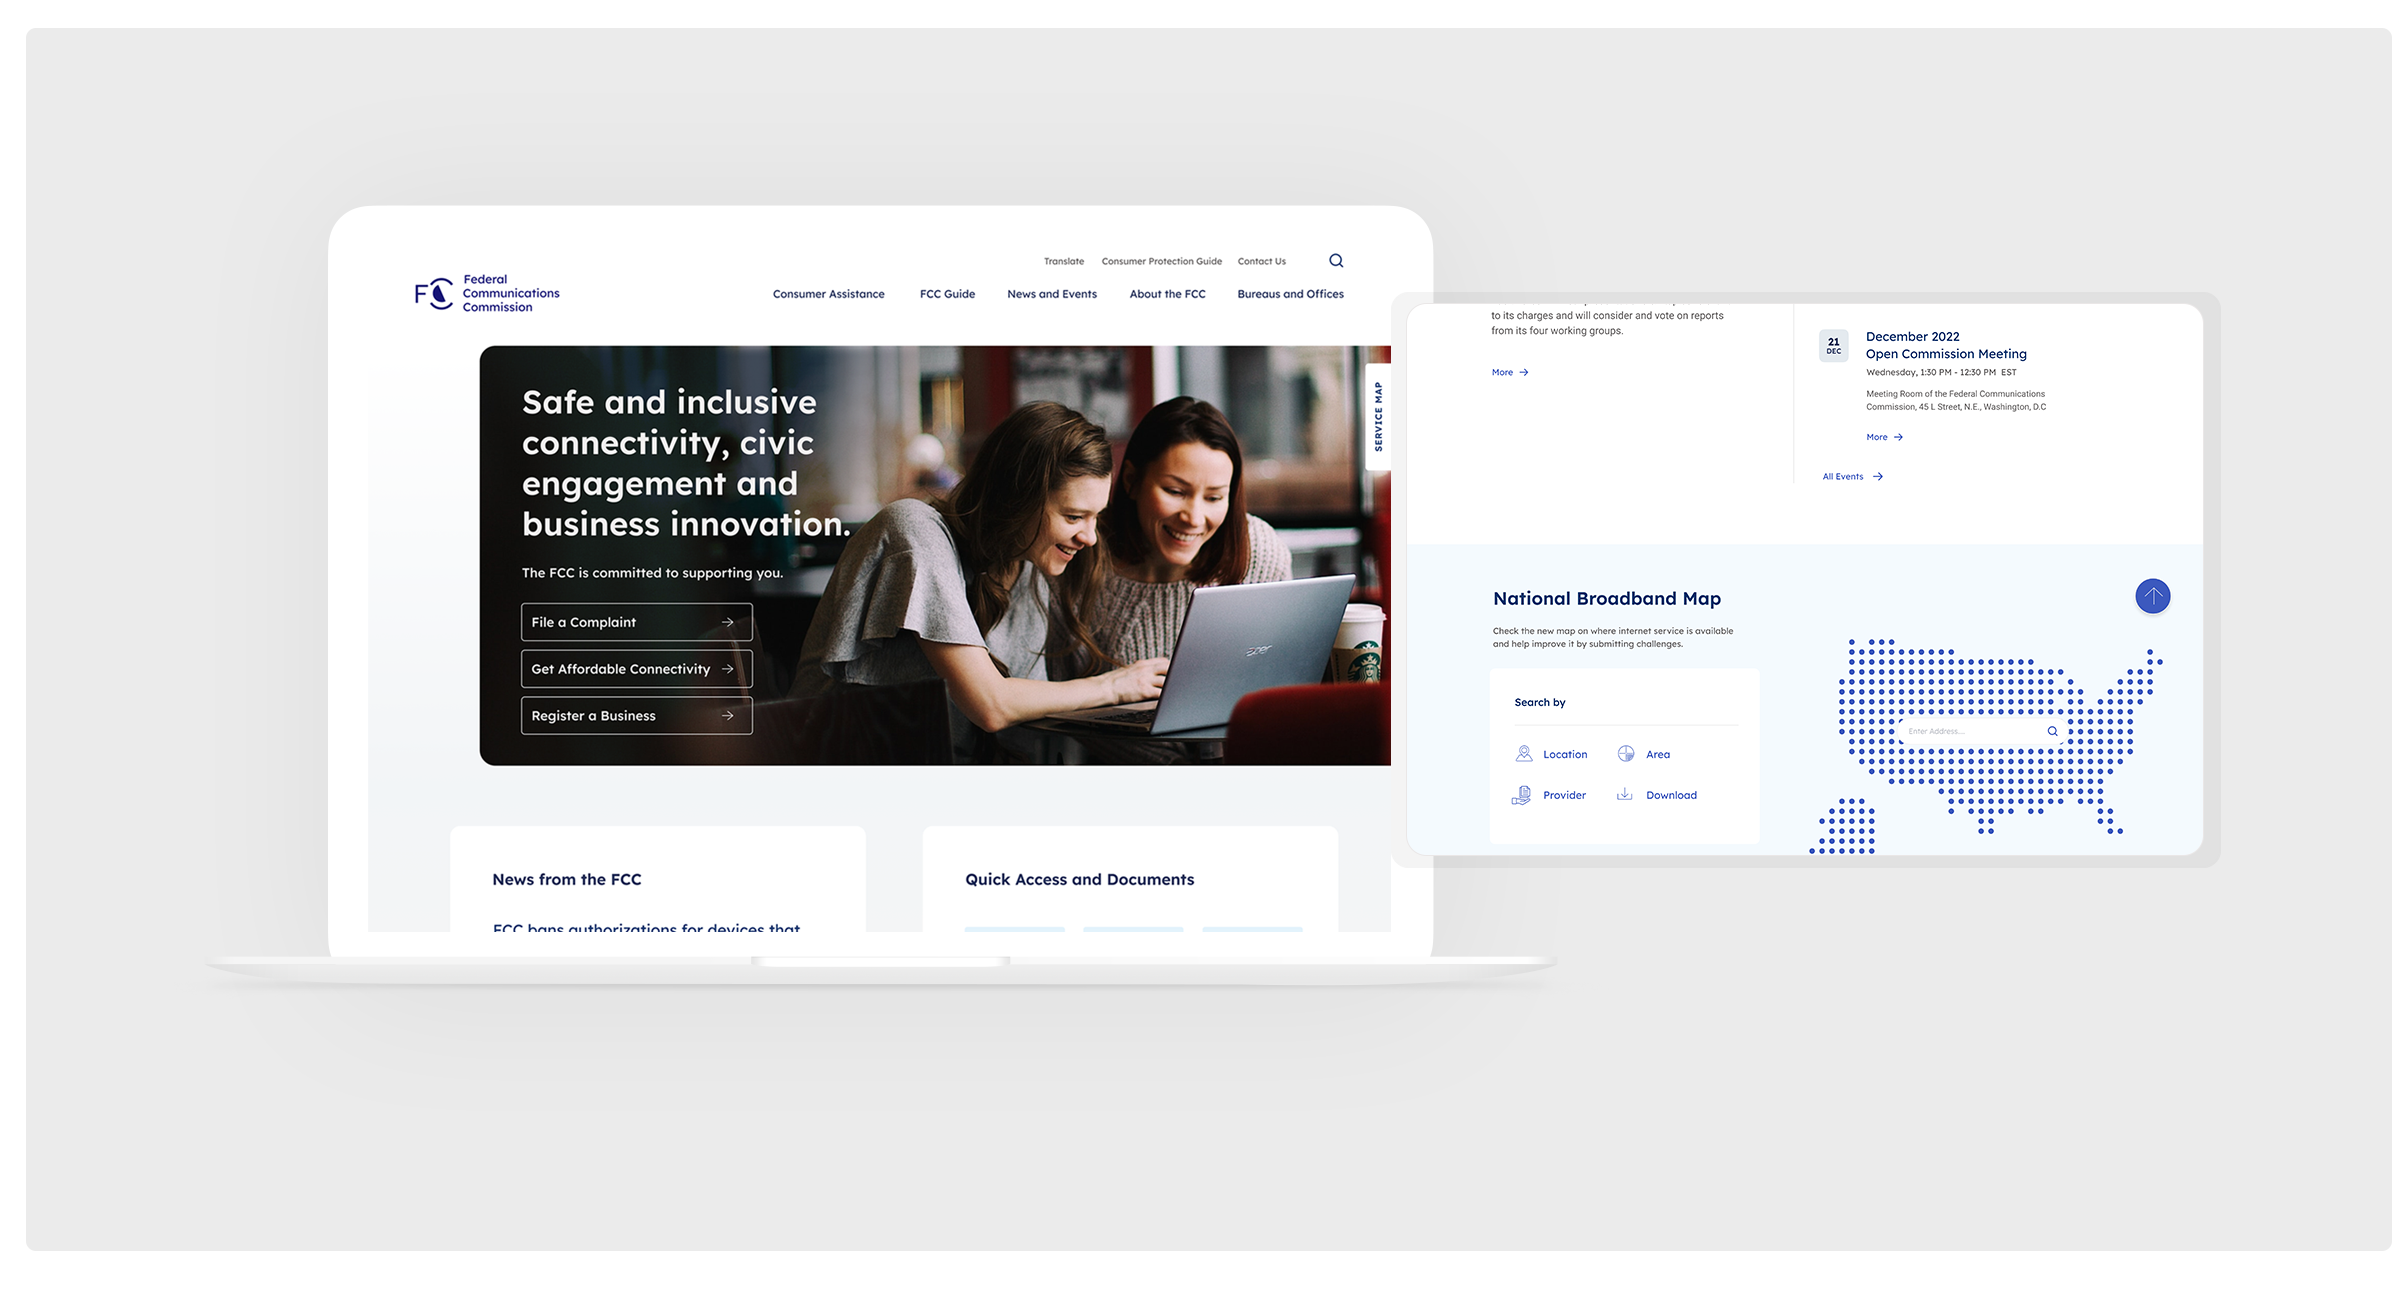 Translate Consumer Protection Guide Contact Us
FC
Federal
Communications
Commission
Consumer Assistance FCC Guide News and Events About the FCC Bureaus and Offices
Safe and inclusive
connectivity, civic
engagement and
business innovation.
The FCC is committed to supporting you.
File a Complaint
Get Affordable Connectivity
Register a Business
SERVICE MAP
acer
News from the FCC
FCC bans authorizations for devices that
Quick Access and Documents
to its charges and will consider and vote on reports
from its four working groups.
More
21
DEC
December 2022
Open Commission Meeting
Wednesday, 1:30 PM - 12:30 PM EST
Meeting Room of the Federal Communications
Commission, 45 L Street, N.E., Washington, D.C
More
All Events
National Broadband Map
Check the new map on where internet service is available
and help improve it by submitting challenges.
Search by
Location Area
Provider Download
Enter Address...